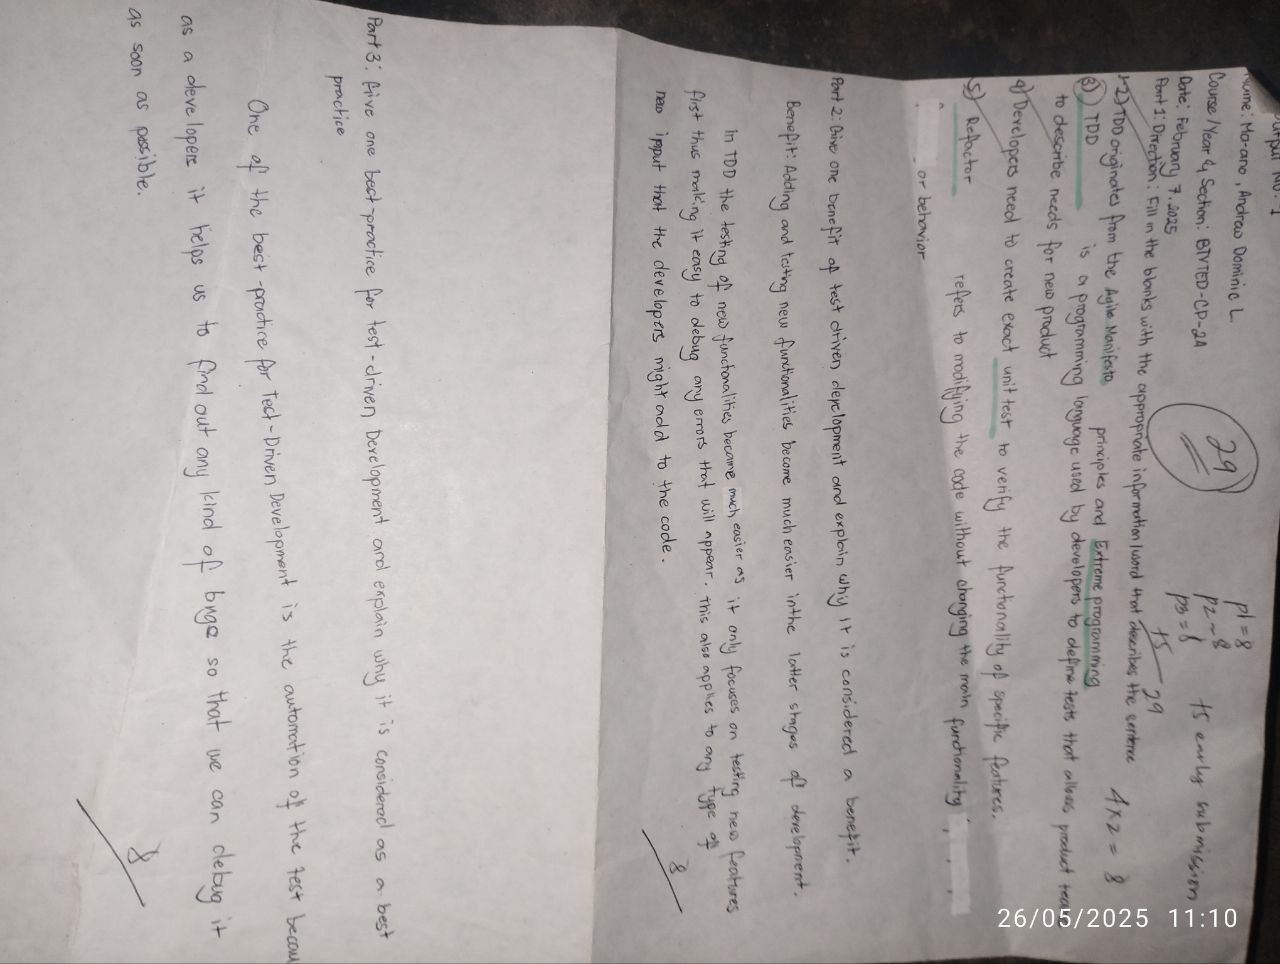 Output No. 1
Name: Mo-ano, Andrew Dominic L.
Course/Year & Section: BTVTED-CP-2A
Date: February 7, 2025
29
p1 = 8
p2 - 8
p3 = 8
+5
29
+5 early submission
4x2 = 8
Part 1: Direction: Fill in the blanks with the appropriate information/word that describes the sentence
1-2) TDD originates from the Agile Manifesto principles and Extreme programming
3) TDD is a programming language used by developers to define tests that allows product
to describe needs for new product
4) Developers need to create exact unit test to verify the functionality of specific features.
5) Refactor refers to modifying the code without changing the main functionality
or behavior
Part 2: Give one benefit of test driven development and explain why it is considered a benefit.
Benefit: Adding and testing new functionalities become much easier in the latter stages of development.
In TDD the testing of new functionalities became much easier as it only focuses on testing new features
first thus making it easy to debug any errors that will appear. This also applies to any type of
new input that the developers might add to the code.
8
Part 3: Give one best-practice for test-driven Development and explain why it is considered as a best
practice
One of the best-practice for Test-Driven Development is the automation of the test becau
as a developers it helps us to find out any kind of bugs so that we can debug it
as soon as possible.
8
26/05/2025 11:10